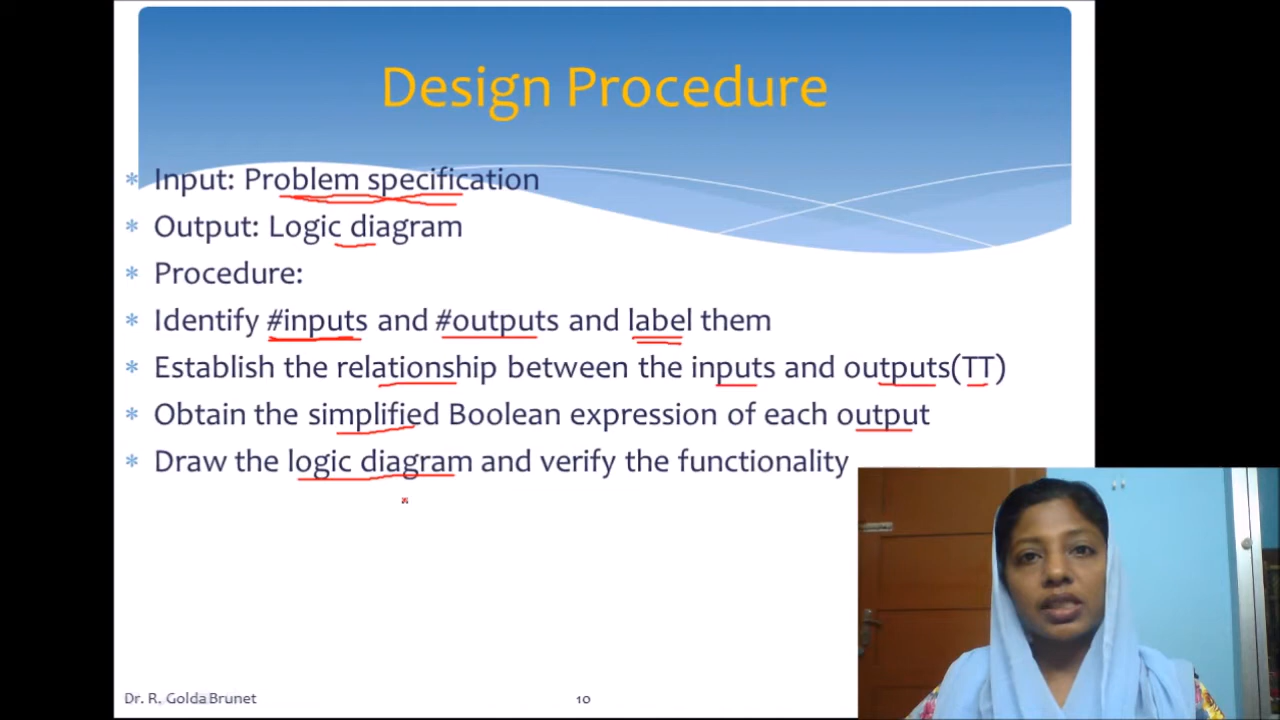 Design Procedure
* Input: Problem specification
* Output: Logic diagram
* Procedure:
* Identify #inputs and #outputs and label them
* Establish the relationship between the inputs and outputs(TT)
* Obtain the simplified Boolean expression of each output
* Draw the logic diagram and verify the functionality
Dr. R. Golda Brunet
10